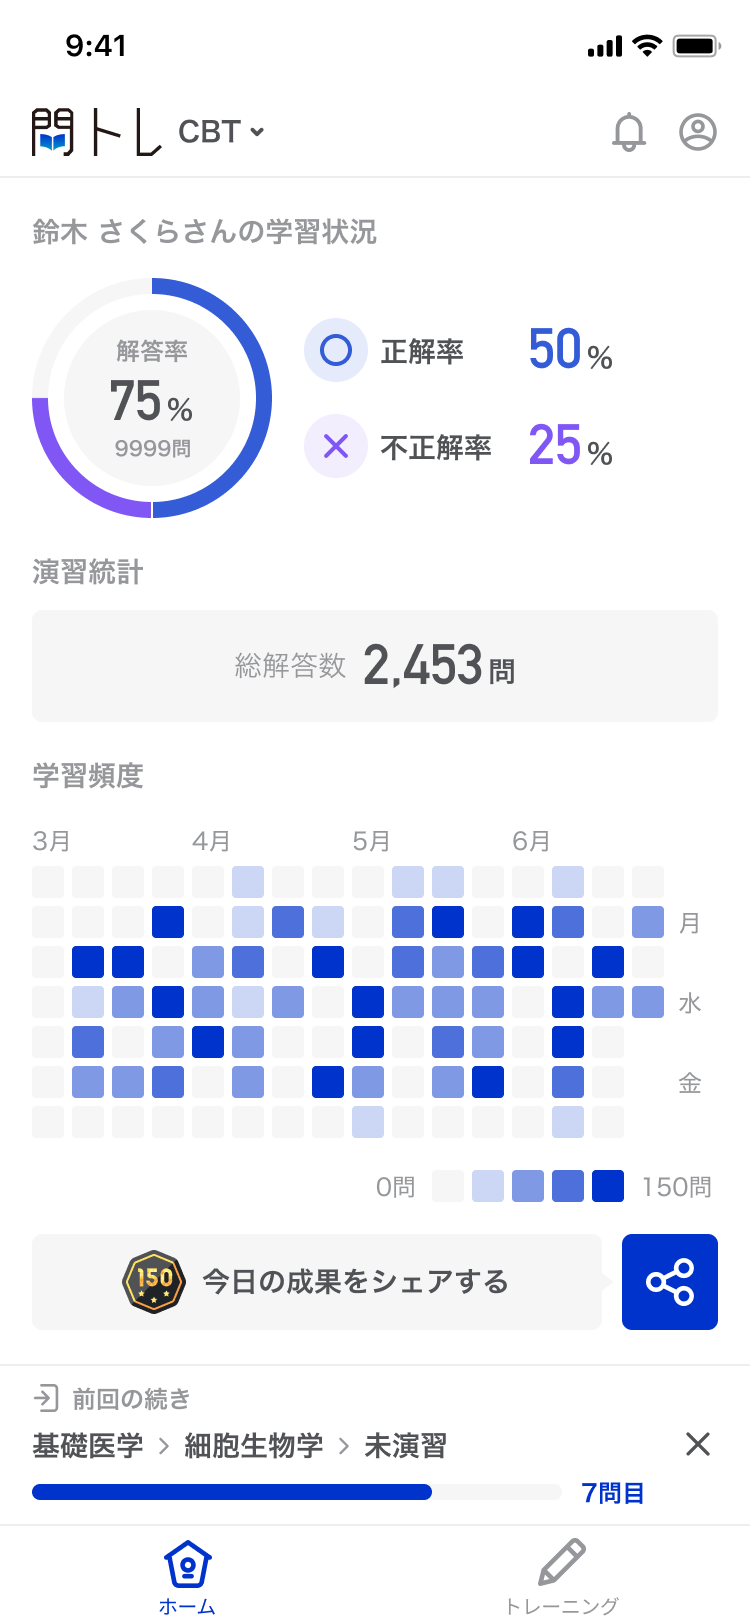 9:41
問トレ CBT
鈴木 さくらさんの学習状況
解答率
75%
9999問
正解率 50%
不正解率 25%
演習統計
総解答数 2,453問
学習頻度
3月 4月 5月 6月
月
水
金
0問 150問
150 今日の成果をシェアする
前回の続き
基礎医学 > 細胞生物学 > 未演習
7問目
ホーム トレーニング